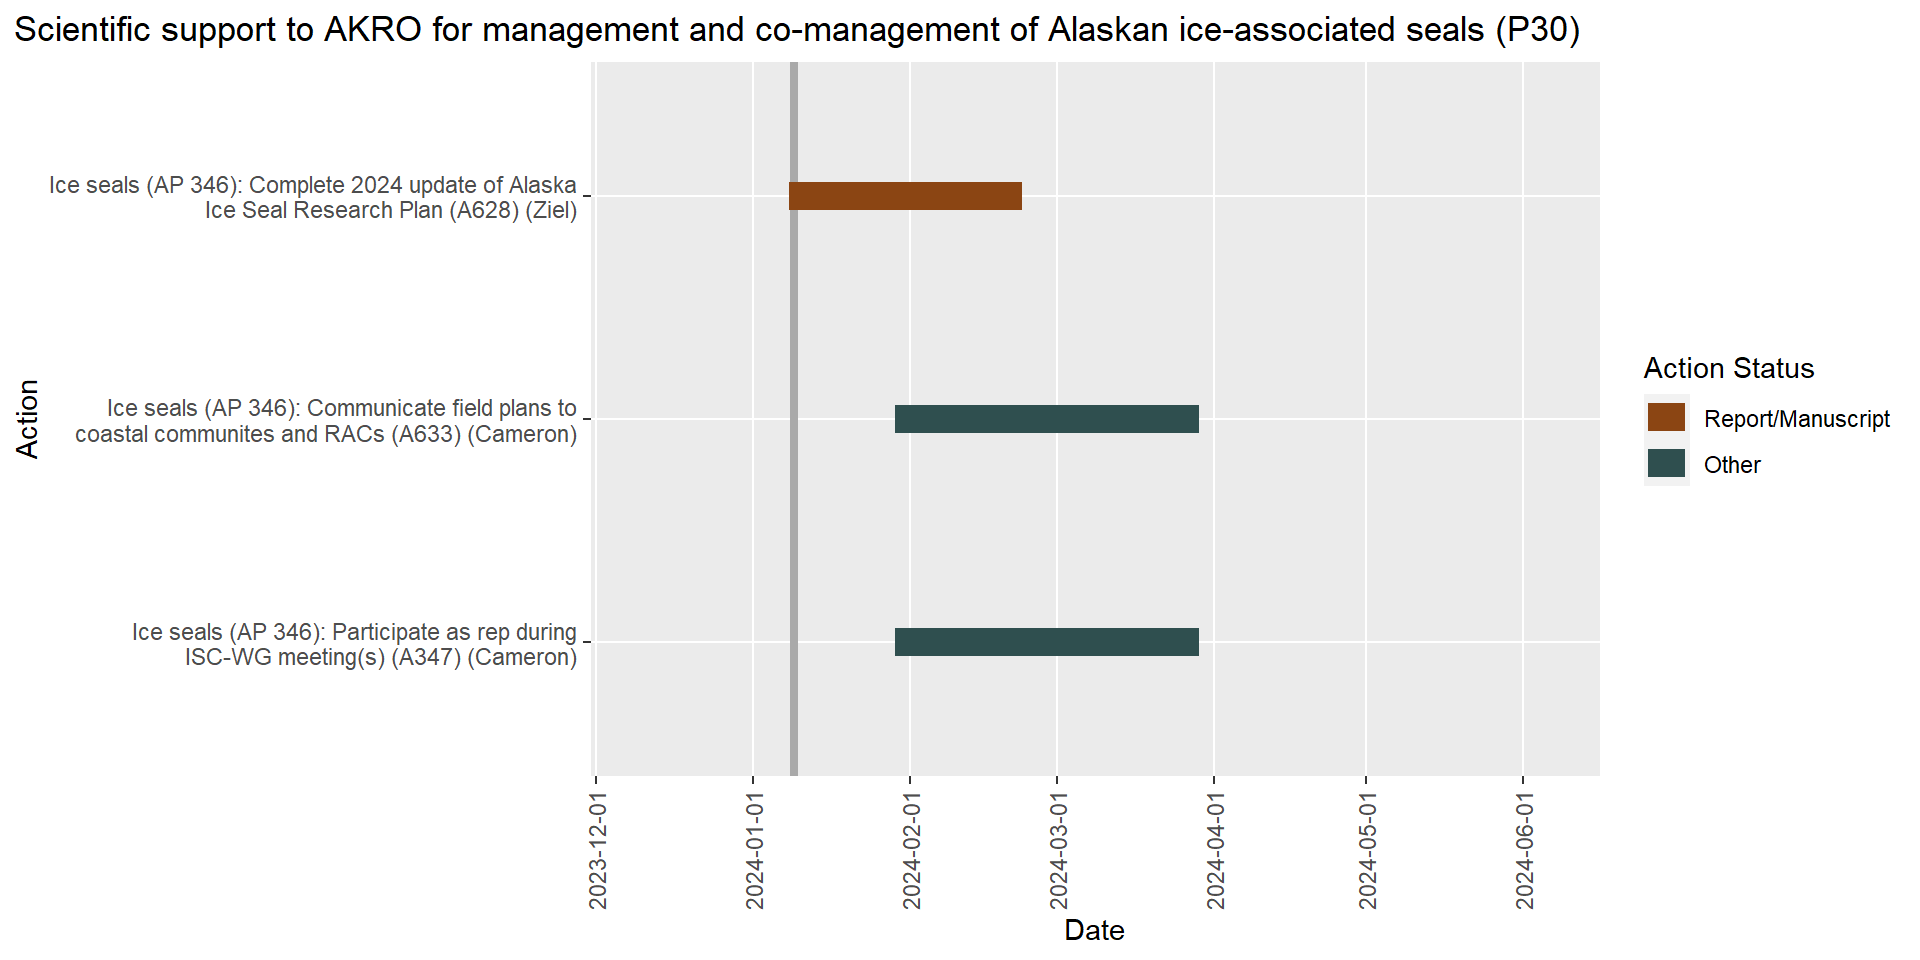 Scientific support to AKRO for management and co-management of Alaskan ice-associated seals (P30)
Action
Ice seals (AP 346): Complete 2024 update of Alaska
Ice Seal Research Plan (A628) (Ziel)
Ice seals (AP 346): Communicate field plans to
coastal communites and RACs (A633) (Cameron)
Ice seals (AP 346): Participate as rep during
ISC-WG meeting(s) (A347) (Cameron)
2023-12-01
2024-01-01
2024-02-01
2024-03-01
2024-04-01
2024-05-01
2024-06-01
Date
Action Status
Report/Manuscript
Other